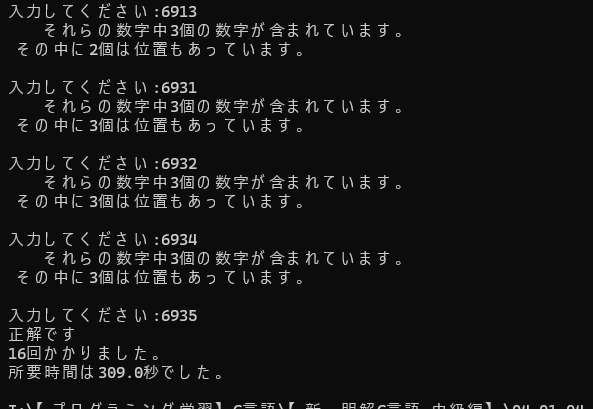 入力してください:6913
それらの数字中3個の数字が含まれています。
その中に2個は位置もあっています。
入力してください:6931
それらの数字中3個の数字が含まれています。
その中に3個は位置もあっています。
入力してください:6932
それらの数字中3個の数字が含まれています。
その中に3個は位置もあっています。
入力してください:6934
それらの数字中3個の数字が含まれています。
その中に3個は位置もあっています。
入力してください:6935
正解です
16回かかりました。
所要時間は309.0秒でした。